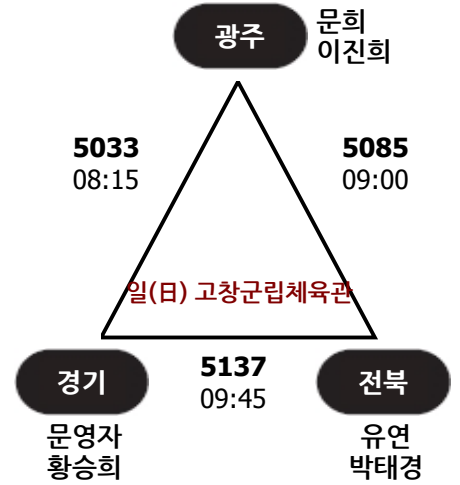 광주
문희
이진희
5033
08:15
5085
09:00
일(日) 고창군립체육관
경기
5137
09:45
전북
문영자
황승희
유연
박태경